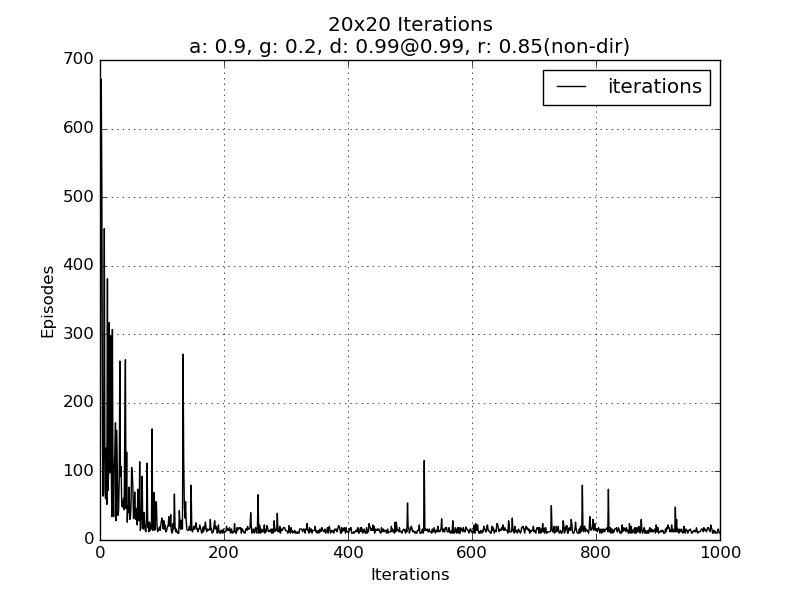 20x20 Iterations
a: 0.9, g: 0.2, d: 0.99@0.99, r: 0.85(non-dir)
iterations
700
600
500
400
300
200
100
0
Episodes
0 200 400 600 800 1000
Iterations